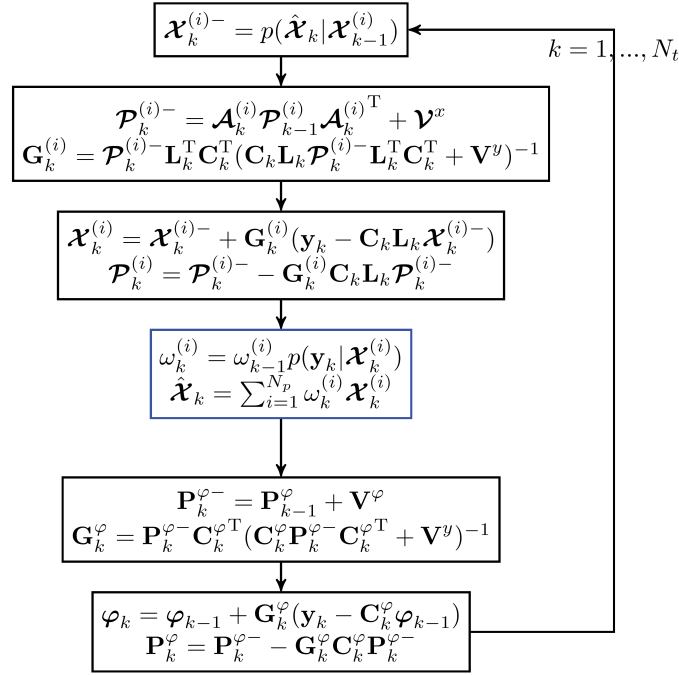 𝓧_k^{(i)−} = p(𝓧̂_k|𝓧_{k−1}^{(i)})
k = 1, ..., N_t
𝓟_k^{(i)−} = 𝓐_k^{(i)} 𝓟_{k−1}^{(i)} 𝓐_k^{(i)^T} + 𝓥^x
𝐆_k^{(i)} = 𝓟_k^{(i)−} 𝐋_k^T 𝐂_k^T (𝐂_k 𝐋_k 𝓟_k^{(i)−} 𝐋_k^T 𝐂_k^T + 𝐕^y)^{−1}
𝓧_k^{(i)} = 𝓧_k^{(i)−} + 𝐆_k^{(i)} (𝐲_k − 𝐂_k 𝐋_k 𝓧_k^{(i)−})
𝓟_k^{(i)} = 𝓟_k^{(i)−} − 𝐆_k^{(i)} 𝐂_k 𝐋_k 𝓟_k^{(i)−}
ω_k^{(i)} = ω_{k−1}^{(i)} p(𝐲_k|𝓧_k^{(i)})
𝓧̂_k = ∑_{i=1}^{N_p} ω_k^{(i)} 𝓧_k^{(i)}
𝐏_k^{φ−} = 𝐏_{k−1}^φ + 𝐕^φ
𝐆_k^φ = 𝐏_k^{φ−} 𝐂_k^{φT} (𝐂_k^φ 𝐏_k^{φ−} 𝐂_k^{φT} + 𝐕^y)^{−1}
𝛗_k = 𝛗_{k−1} + 𝐆_k^φ (𝐲_k − 𝐂_k^φ 𝛗_{k−1})
𝐏_k^φ = 𝐏_k^{φ−} − 𝐆_k^φ 𝐂_k^φ 𝐏_k^{φ−}